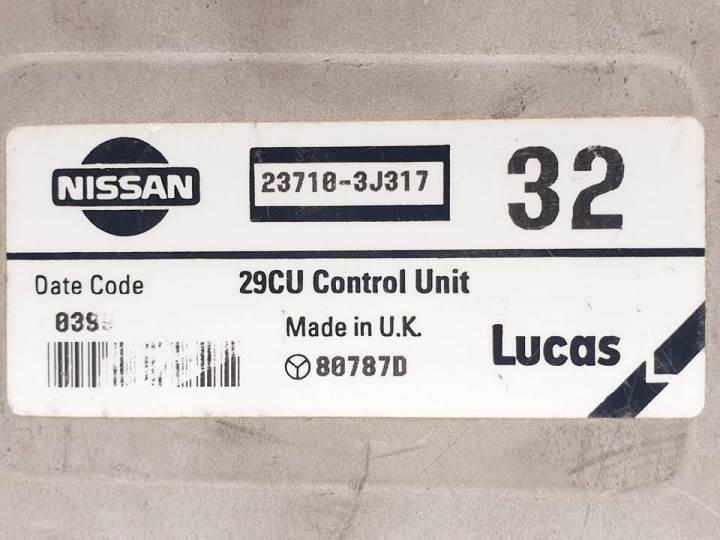 NISSAN
23710-3J317
32
Date Code
29CU Control Unit
Made in U.K.
80787D
Lucas
L